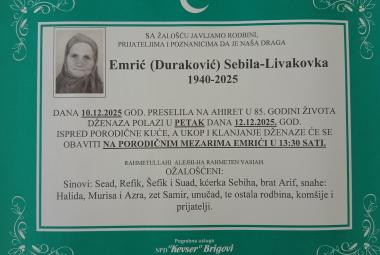 SA ŽALOŠĆU JAVLJAMO RODBINI,
PRIJATELJIMA I POZNANICIMA DA JE NAŠA DRAGA
Emrić (Duraković) Sebila-Livakovka
1940-2025
DANA 10.12.2025 GOD. PRESELILA NA AHIRET U 85. GODINI ŽIVOTA
DŽENAZA POLAZI U PETAK DANA 12.12.2025. GOD.
ISPRED PORODIČNE KUĆE, A UKOP I KLANJANJE DŽENAZE ĆE SE
OBAVITI NA PORODIČNIM MEZARIMA EMRIĆI U 13:30 SATI.
RAHMETULLAHI ALEJHI-HA RAHMETEN VASIAH.
OŽALOŠĆENI:
Sinovi: Sead, Refik, Šefik i Suad, kćerka Sebiha, brat Arif, snahe:
Halida, Murisa i Azra, zet Samir, unučad, te ostala rodbina, komšije i
prijatelji.
Pogrebne usluge
SPD "Kevser" Brigovi